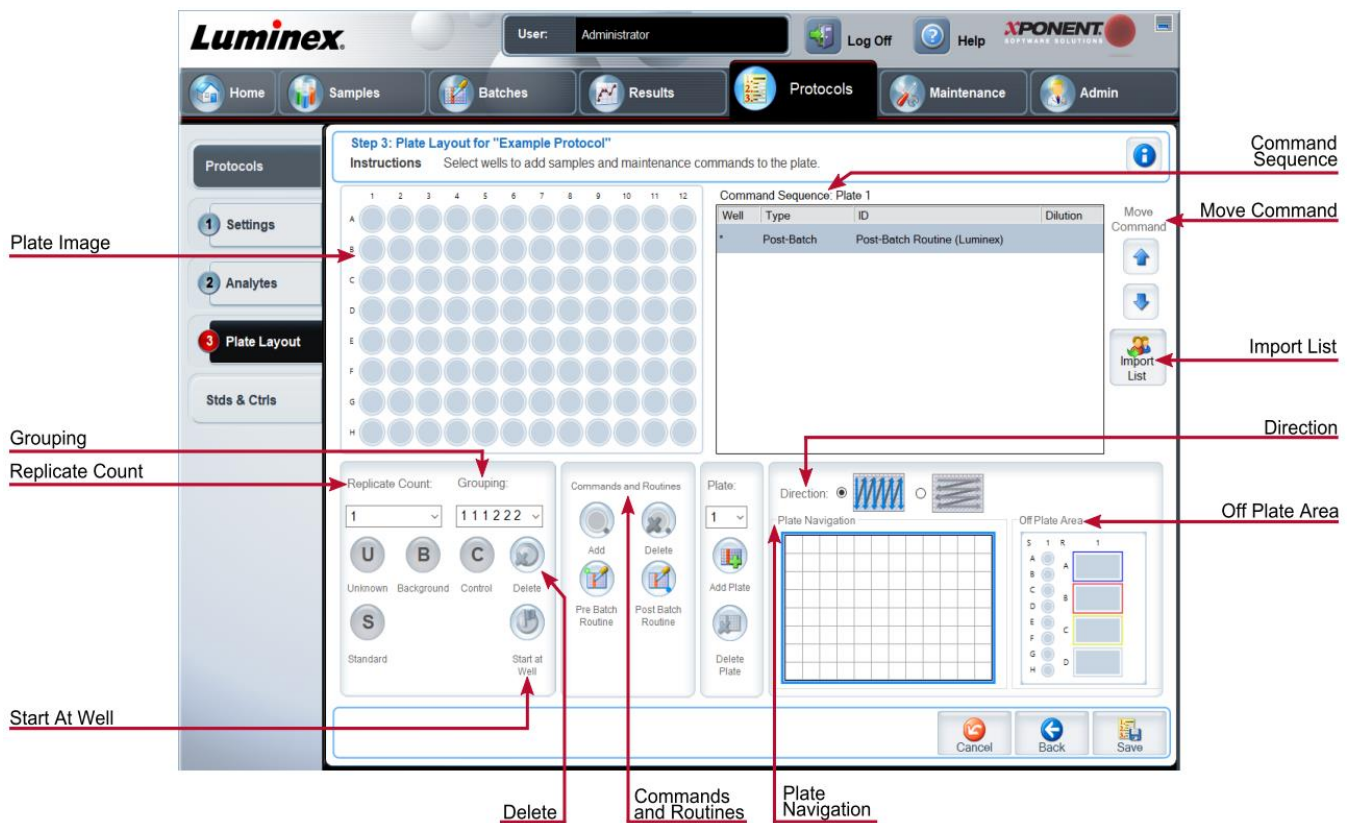 Luminex.
User:
Administrator
Log Off
Help
XPONENT.
SOFTWARE SOLUTIONS
Home
Samples
Batches
Results
Protocols
Maintenance
Admin
Protocols
1 Settings
2 Analytes
3 Plate Layout
Stds & Ctrls
Step 3: Plate Layout for "Example Protocol"
Instructions Select wells to add samples and maintenance commands to the plate.
1 2 3 4 5 6 7 8 9 10 11 12
A
B
C
D
E
F
G
H
Command Sequence: Plate 1
Well Type ID Dilution
* Post-Batch Post-Batch Routine (Luminex)
Move
Command
Import
List
Replicate Count: Grouping:
1
1 1 1 2 2 2
U
B
C
Unknown
Background
Control
Delete
S
Standard
Start at
Well
Commands and Routines
Add
Delete
Pre Batch
Routine
Post Batch
Routine
Plate:
1
Add Plate
Delete
Plate
Direction:
Plate Navigation
Off Plate Area
S 1 R 1
A
B
C
D
E
F
G
H
A
B
C
D
Cancel
Back
Save
Command
Sequence
Move Command
Import List
Direction
Off Plate Area
Plate Image
Grouping
Replicate Count
Start At Well
Delete
Commands
and Routines
Plate
Navigation